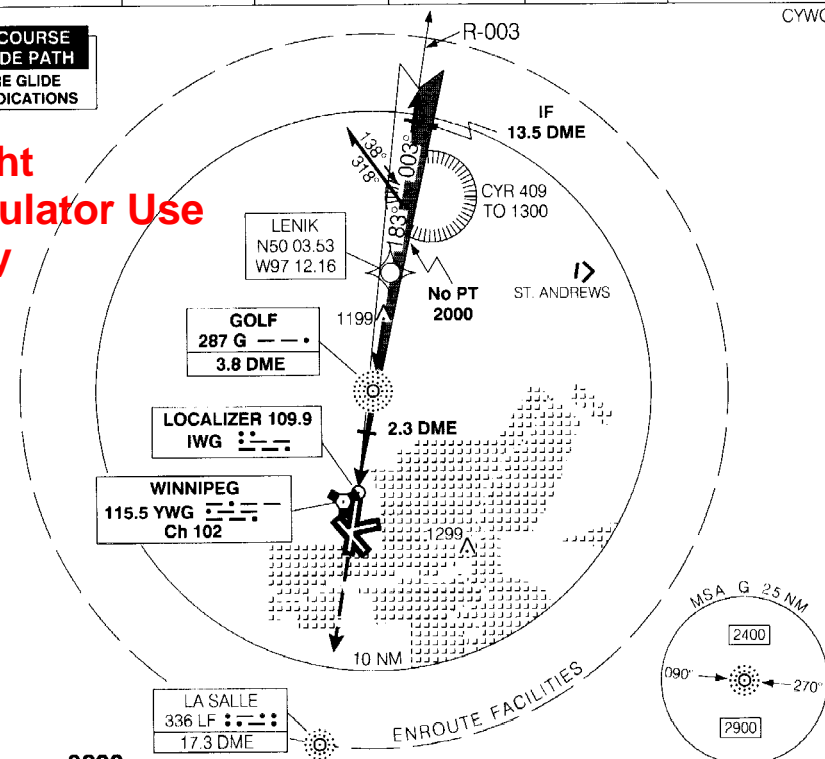 CYWG
COURSE
DE PATH
RE GLIDE
DICATIONS
R-003
IF
13.5 DME
ht
ulator Use
y
138°
318°
003°
183°
CYR 409
TO 1300
LENIK
N50 03.53
W97 12.16
ST. ANDREWS
No PT
2000
1199
GOLF
287 G
3.8 DME
LOCALIZER 109.9
IWG
2.3 DME
WINNIPEG
115.5 YWG
Ch 102
1299
10 NM
MSA G 25 NM
2400
090°
270°
2900
LA SALLE
336 LF
17.3 DME
ENROUTE FACILITIES